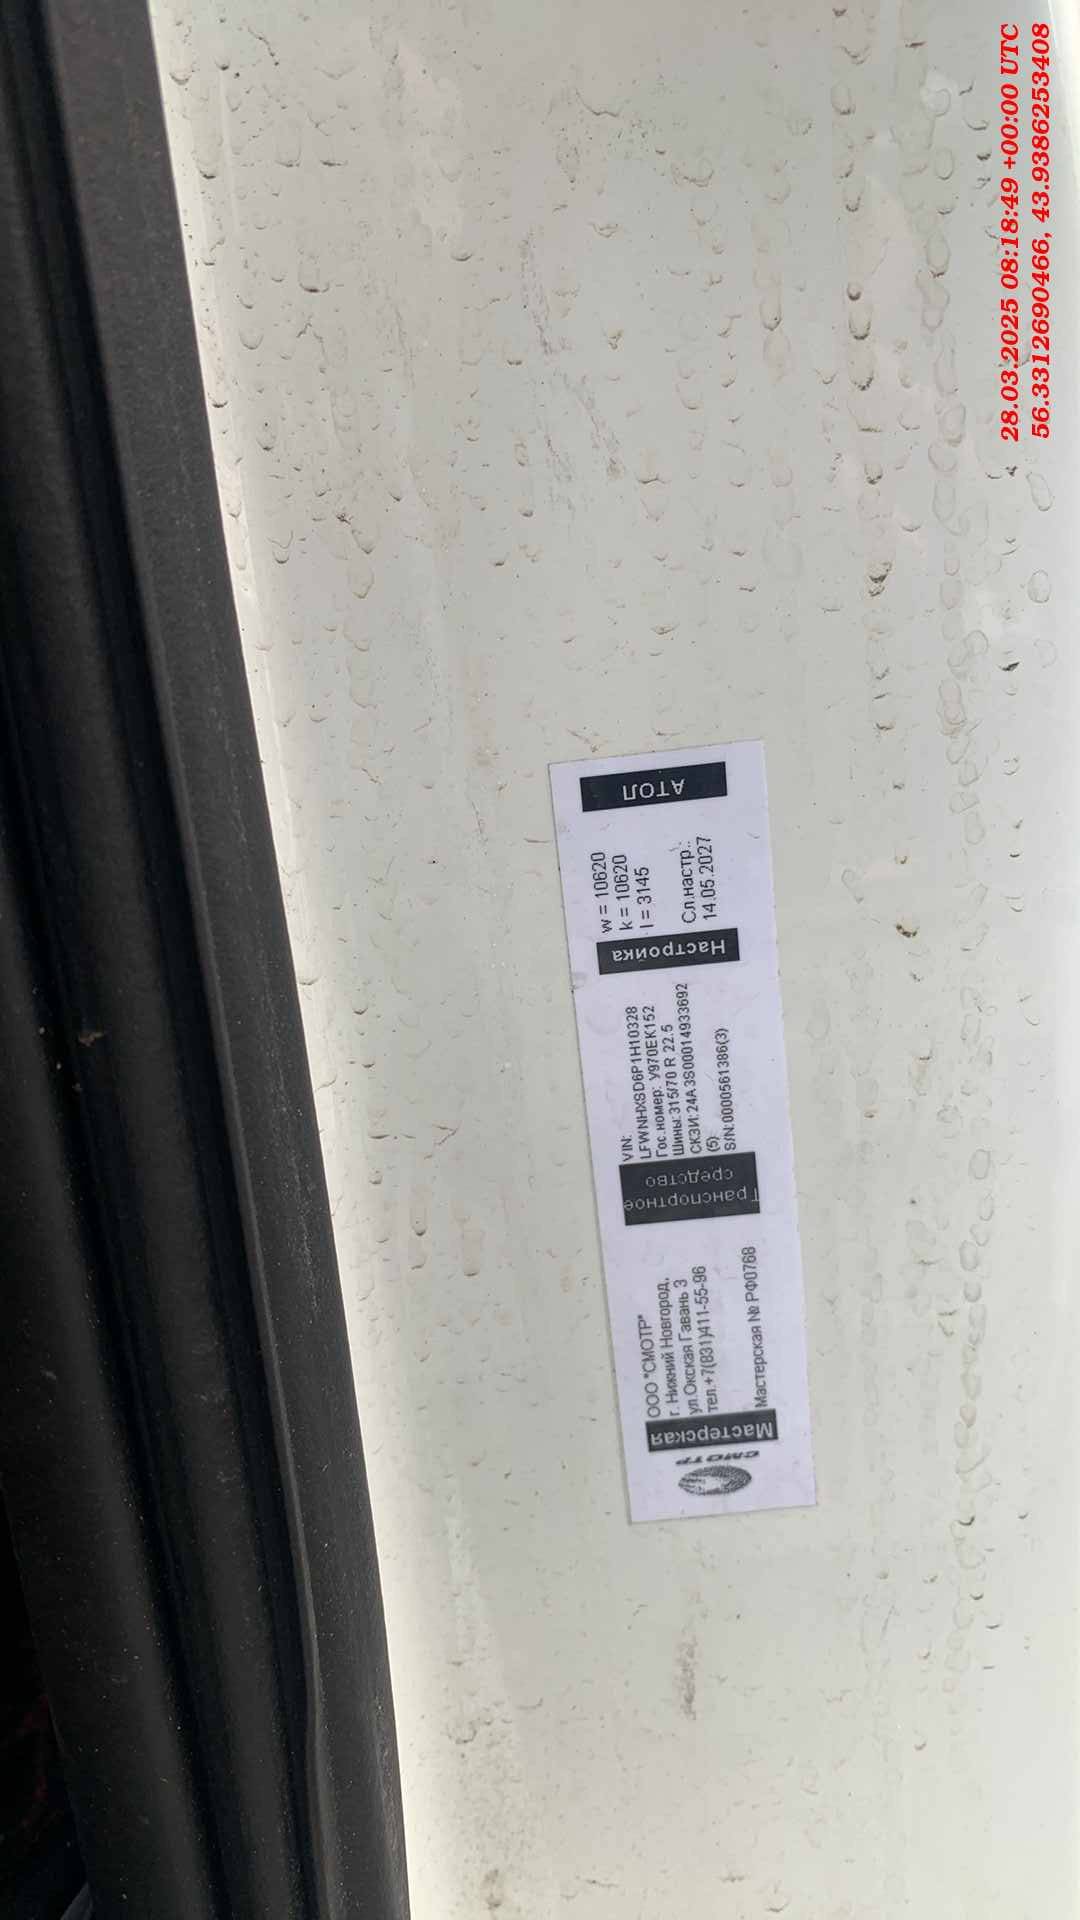 28.03.2025 08:18:49 +00:00 UTC
56.3312690466, 43.9386253408
СМОТР
Мастерская
ООО "СМОТР"
г. Нижний Новгород,
ул.Окская Гавань 3
тел.+7(831)411-55-96
Мастерская № РФ0768
Транспортное
средство
VIN:
LFWNHXSD6P1H10328
Гос.номер: У970ЕК152
Шины:315/70 R 22.5
СКЗИ:24A3S00014933692
(5)
S/N:0000561386(3)
Настройка
w = 10620
k = 10620
l = 3145
Сл.настр.:
14.05.2027
АТОЛ